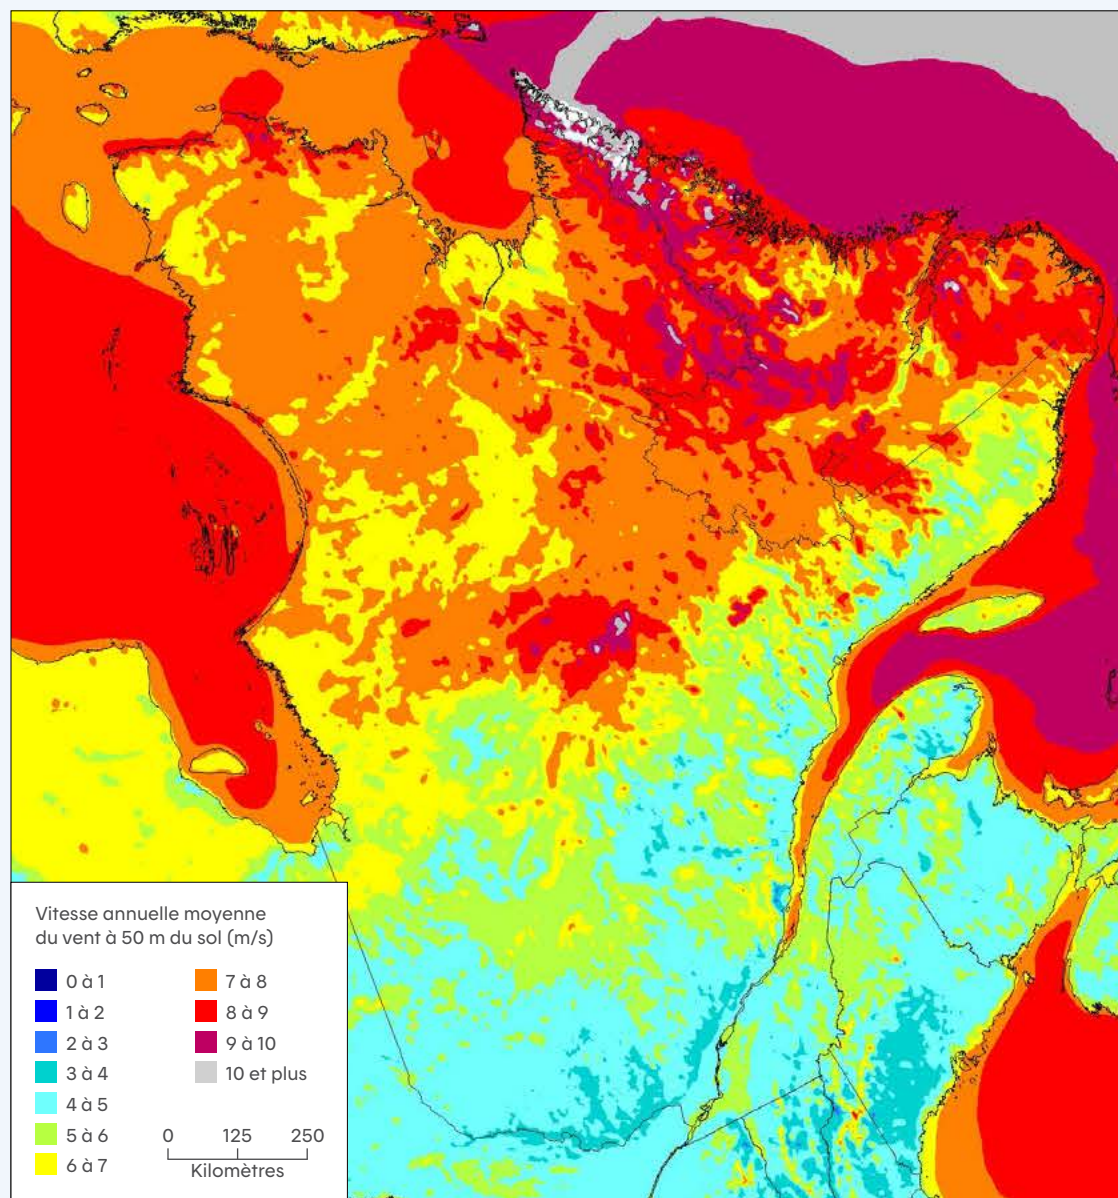 Vitesse annuelle moyenne
du vent à 50 m du sol (m/s)
0 à 1
1 à 2
2 à 3
3 à 4
4 à 5
5 à 6
6 à 7
7 à 8
8 à 9
9 à 10
10 et plus
0 125 250
Kilomètres